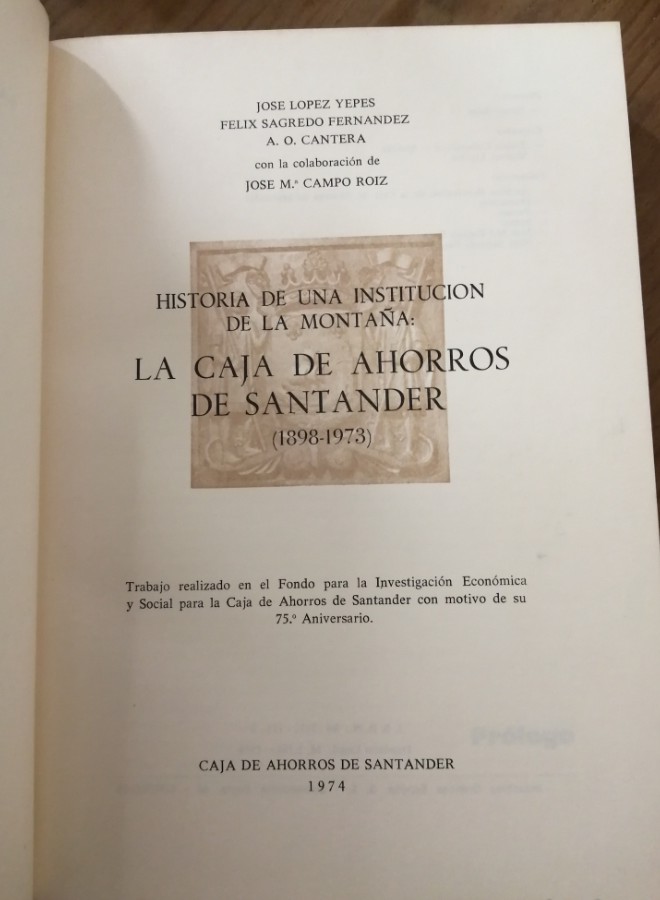 JOSE LOPEZ YEPES
FELIX SAGREDO FERNANDEZ
A. O. CANTERA
con la colaboración de
JOSE M.ª CAMPO ROIZ
HISTORIA DE UNA INSTITUCION
DE LA MONTAÑA:
LA CAJA DE AHORROS
DE SANTANDER
(1898-1973)
Trabajo realizado en el Fondo para la Investigación Económica
y Social para la Caja de Ahorros de Santander con motivo de su
75.º Aniversario.
Prólogo
CAJA DE AHORROS DE SANTANDER
1974